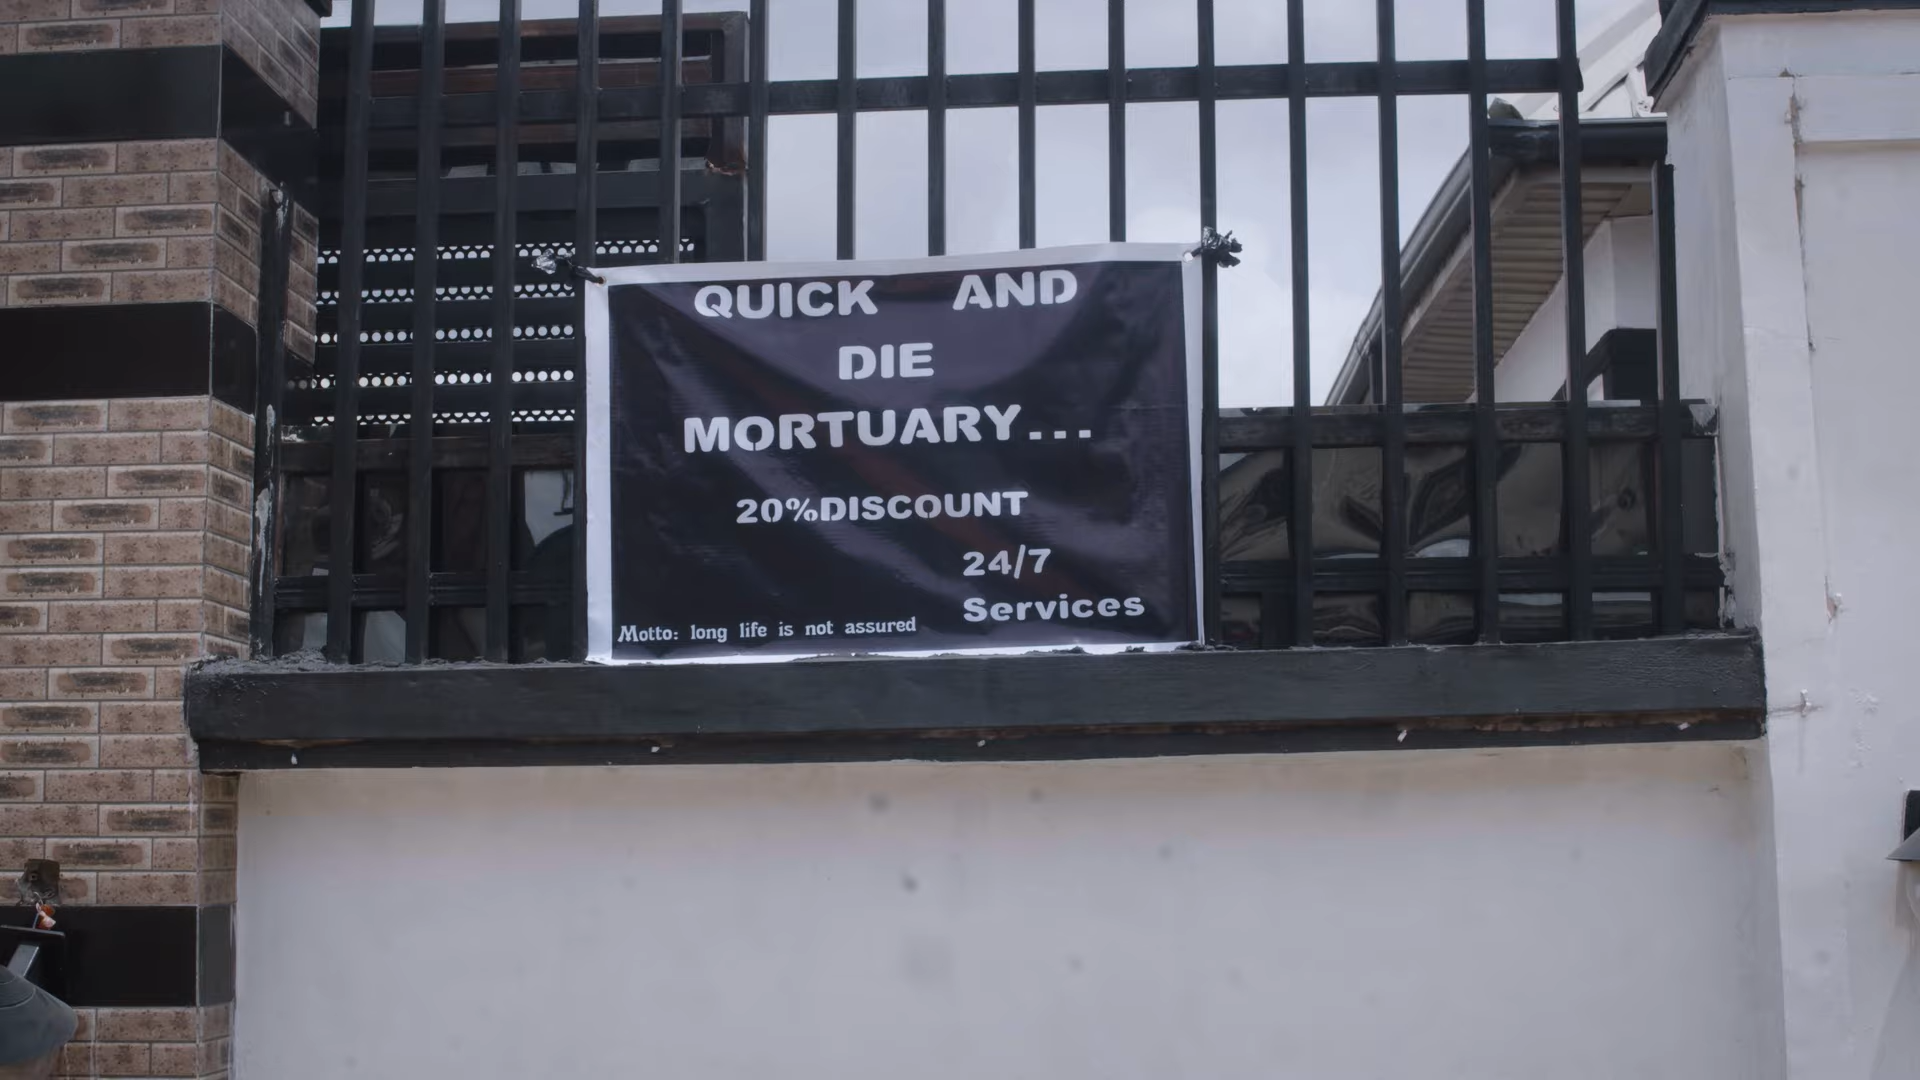 QUICK AND
DIE
MORTUARY...
20%DISCOUNT
24/7
Services
Motto: long life is not assured